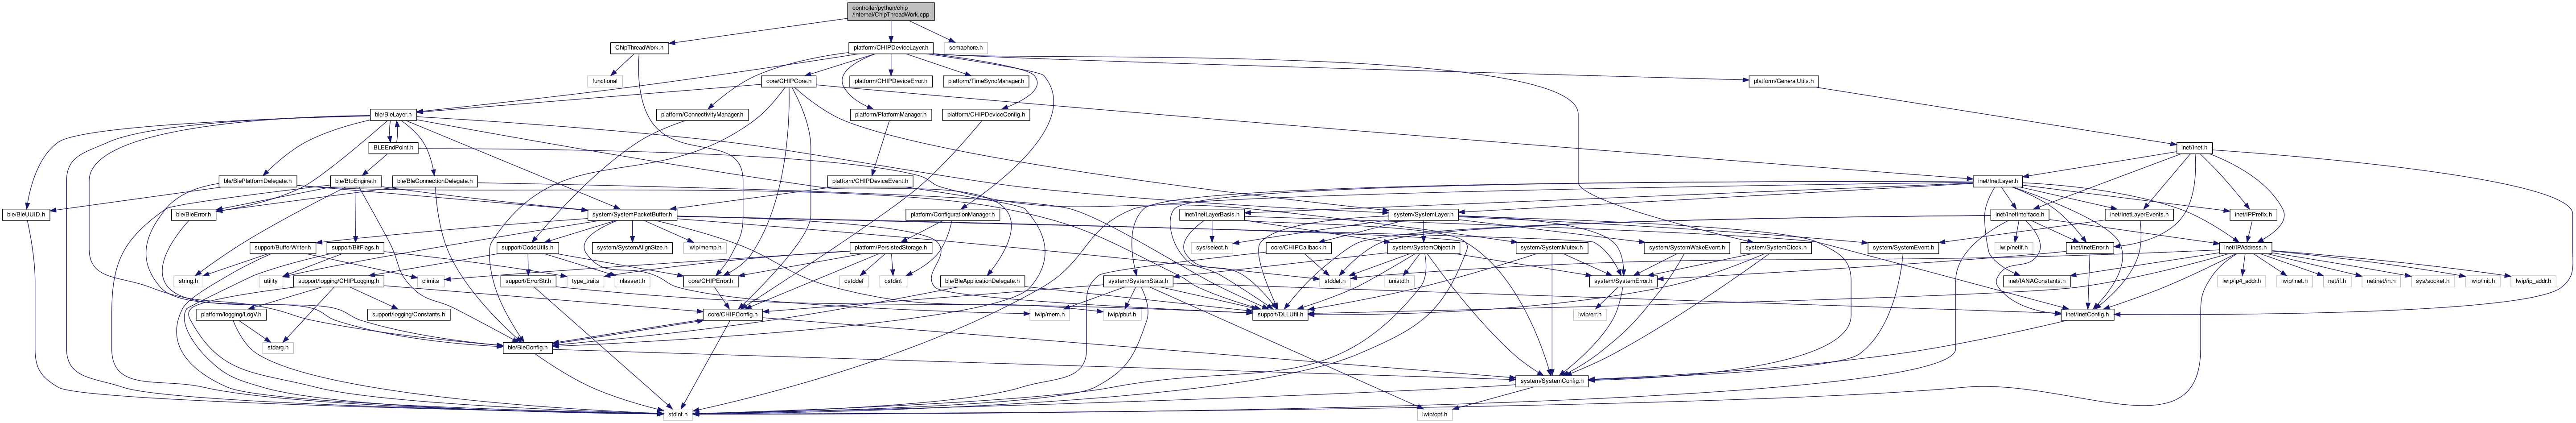 controller/python/chip
/internal/ChipThreadWork.cpp
ChipThreadWork.h
platform/CHIPDeviceLayer.h
semaphore.h
functional
core/CHIPCore.h
platform/CHIPDeviceError.h
platform/TimeSyncManager.h
platform/GeneralUtils.h
ble/BleLayer.h
platform/ConnectivityManager.h
platform/PlatformManager.h
platform/CHIPDeviceConfig.h
BLEEndPoint.h
inet/Inet.h
ble/BlePlatformDelegate.h
ble/BtpEngine.h
ble/BleConnectionDelegate.h
platform/CHIPDeviceEvent.h
inet/InetLayer.h
ble/BleUUID.h
ble/BleError.h
system/SystemPacketBuffer.h
platform/ConfigurationManager.h
inet/InetLayerBasis.h
system/SystemLayer.h
inet/InetInterface.h
inet/InetLayerEvents.h
inet/IPPrefix.h
support/BufferWriter.h
support/BitFlags.h
support/CodeUtils.h
system/SystemAlignSize.h
lwip/memp.h
platform/PersistedStorage.h
sys/select.h
core/CHIPCallback.h
system/SystemObject.h
system/SystemMutex.h
system/SystemWakeEvent.h
system/SystemClock.h
system/SystemEvent.h
lwip/netif.h
inet/InetError.h
inet/IPAddress.h
string.h
utility
support/logging/CHIPLogging.h
climits
support/ErrorStr.h
type_traits
nlassert.h
core/CHIPError.h
cstddef
cstdint
ble/BleApplicationDelegate.h
system/SystemStats.h
stddef.h
unistd.h
system/SystemError.h
inet/IANAConstants.h
lwip/ip4_addr.h
lwip/inet.h
net/if.h
netinet/in.h
sys/socket.h
lwip/init.h
lwip/ip_addr.h
platform/logging/LogV.h
support/logging/Constants.h
core/CHIPConfig.h
lwip/mem.h
lwip/pbuf.h
support/DLLUtil.h
lwip/err.h
inet/InetConfig.h
stdarg.h
ble/BleConfig.h
system/SystemConfig.h
stdint.h
lwip/opt.h